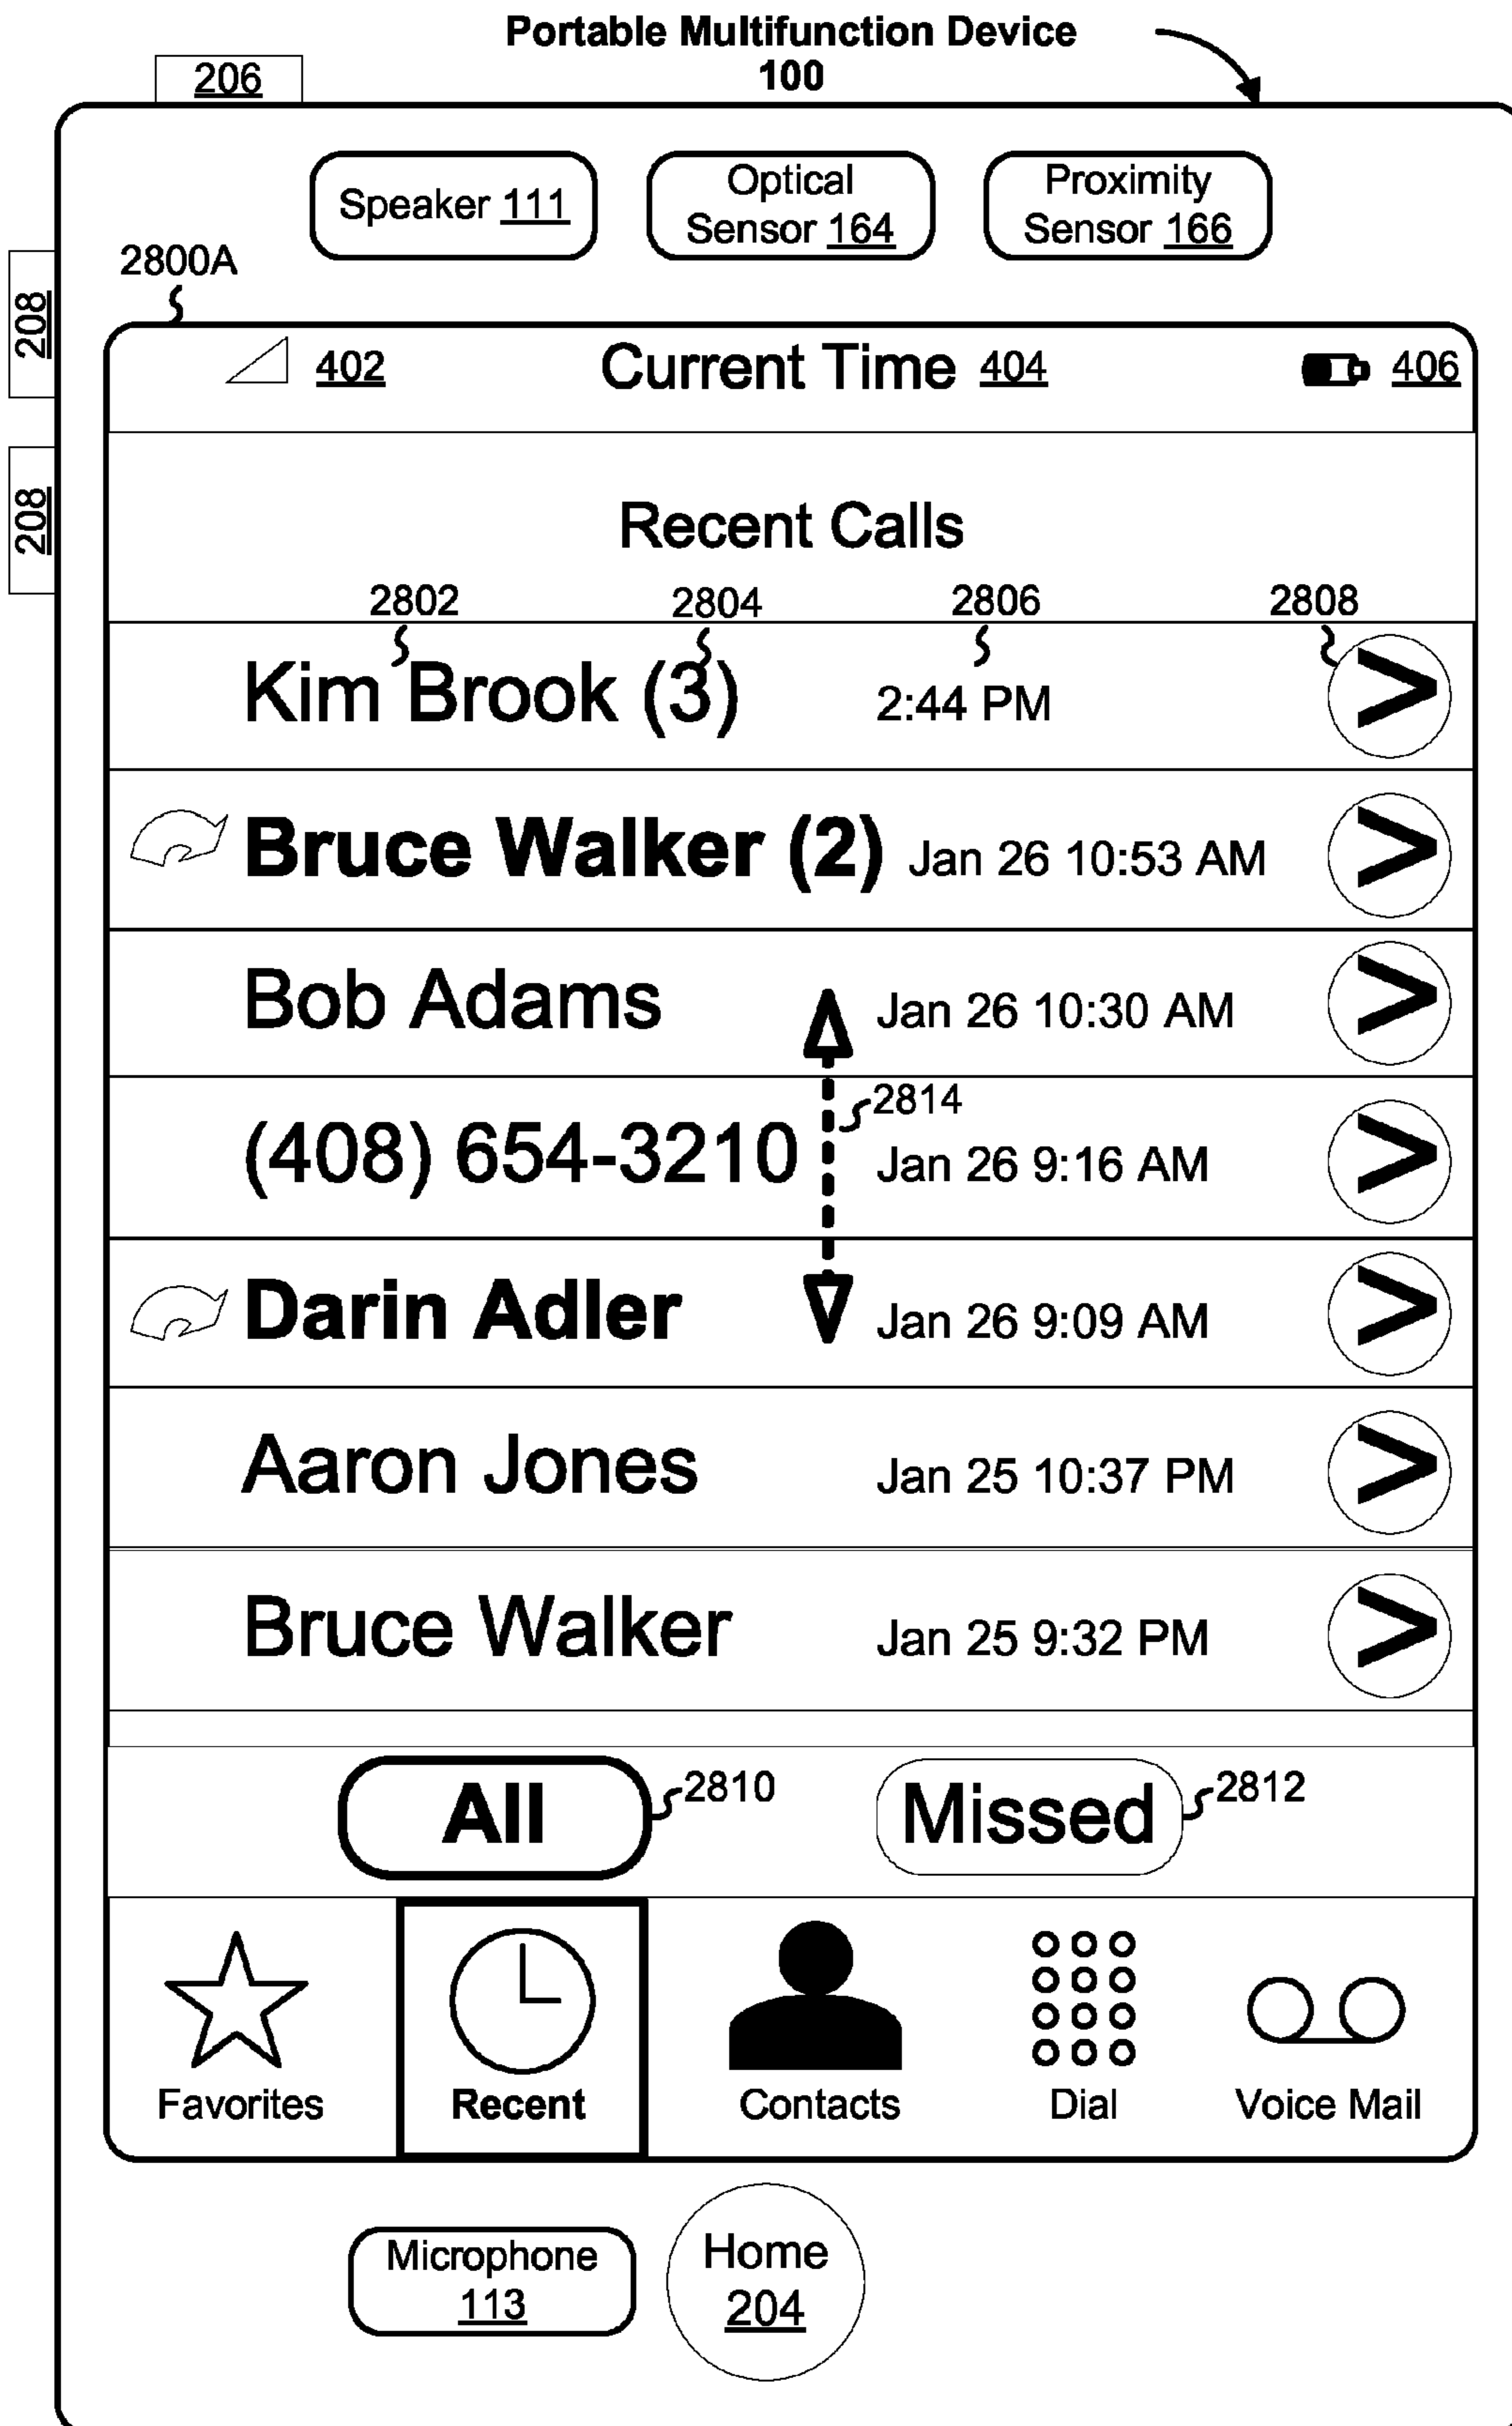 Portable Multifunction Device
100
206
Speaker 111
Optical
Sensor 164
Proximity
Sensor 166
2800A
208
208
402 Current Time 404 406
Recent Calls
2802 2804 2806 2808
Kim Brook (3) 2:44 PM >
Bruce Walker (2) Jan 26 10:53 AM >
Bob Adams Jan 26 10:30 AM >
2814
(408) 654-3210 Jan 26 9:16 AM >
Darin Adler Jan 26 9:09 AM >
Aaron Jones Jan 25 10:37 PM >
Bruce Walker Jan 25 9:32 PM >
All 2810 Missed 2812
Favorites Recent Contacts Dial Voice Mail
Microphone
113
Home
204